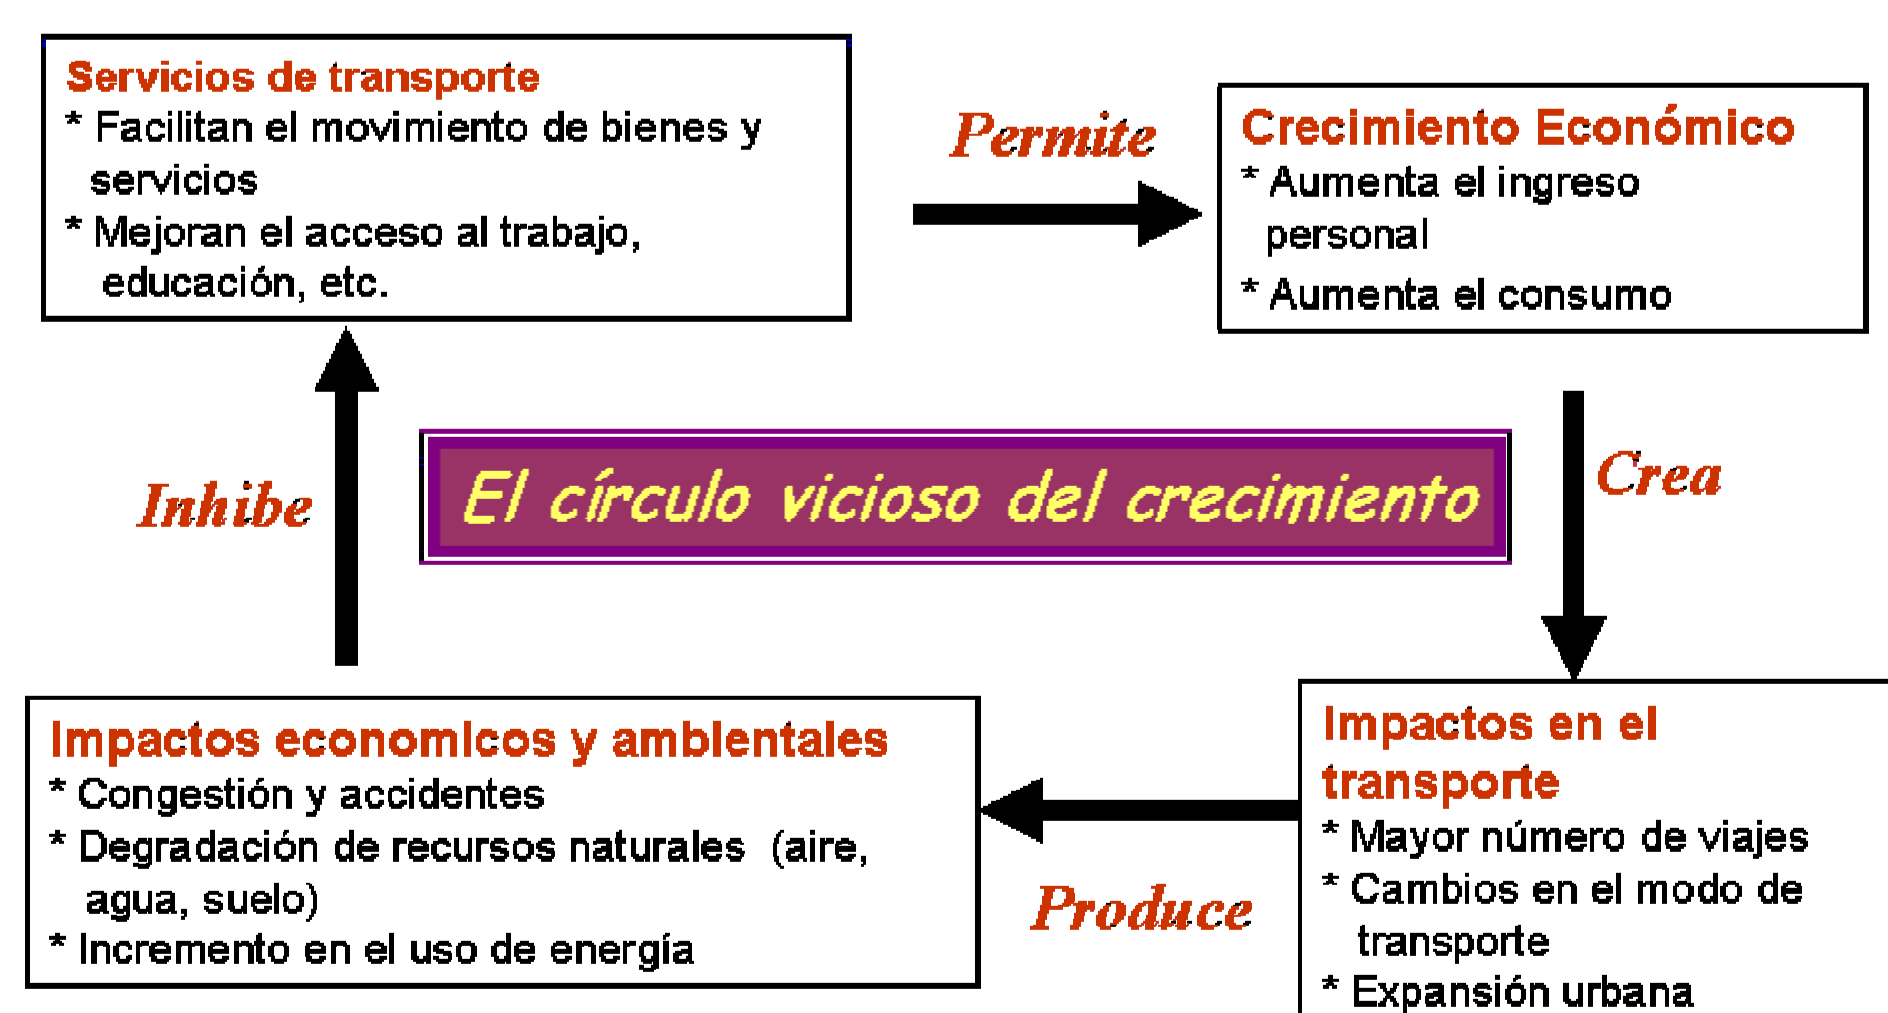 Servicios de transporte
* Facilitan el movimiento de bienes y
servicios
* Mejoran el acceso al trabajo,
educación, etc.
Permite
Crecimiento Económico
* Aumenta el ingreso
personal
* Aumenta el consumo
Inhibe
El círculo vicioso del crecimiento
Crea
Impactos economIcos y ambIentales
* Congestión y accidentes
* Degradación de recursos naturales (aire,
agua, suelo)
* Incremento en el uso de energía
Produce
Impactos en el
transporte
* Mayor número de viajes
* Cambios en el modo de
transporte
* Expansión urbana